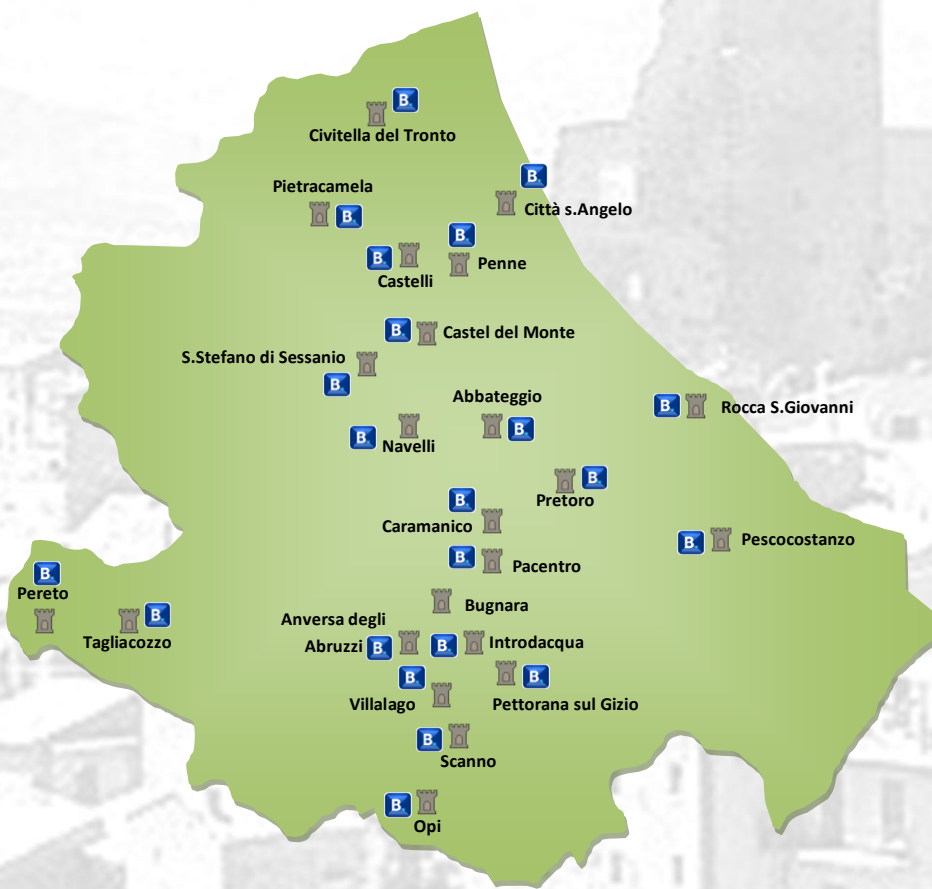 B.
Civitella del Tronto
B.
Pietracamela
B.
Città s.Angelo
B.
B.
Penne
Castelli
B.
Castel del Monte
S.Stefano di Sessanio
B.
Abbateggio
B.
Rocca S.Giovanni
B.
B.
Navelli
B.
Pretoro
B.
Caramanico
B.
Pescocostanzo
B.
Pacentro
B.
Pereto
Bugnara
B.
Tagliacozzo
Anversa degli
Abruzzi
B.
B.
Introdacqua
B.
Villalago
B.
Pettorana sul Gizio
B.
Scanno
B.
Opi